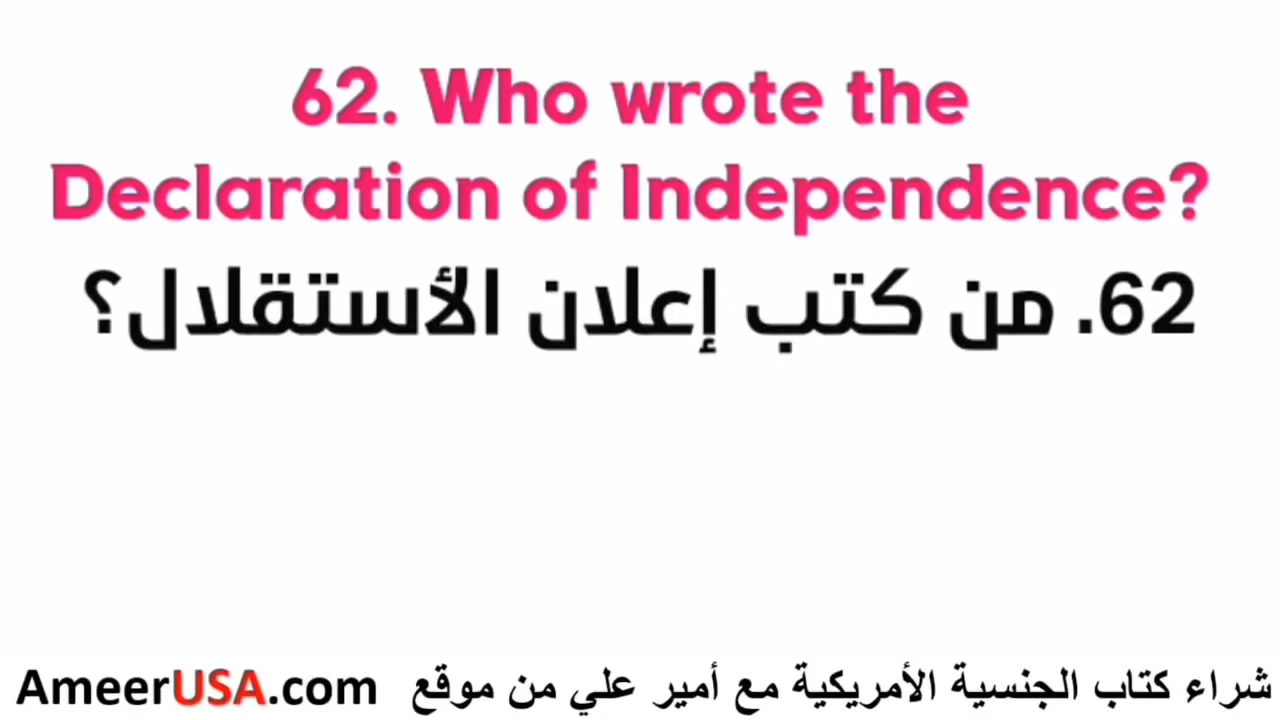 62. Who wrote the
Declaration of Independence?
62. من كتب إعلان الأستقلال؟
شراء كتاب الجنسية الأمريكية مع أمير علي من موقع AmeerUSA.com